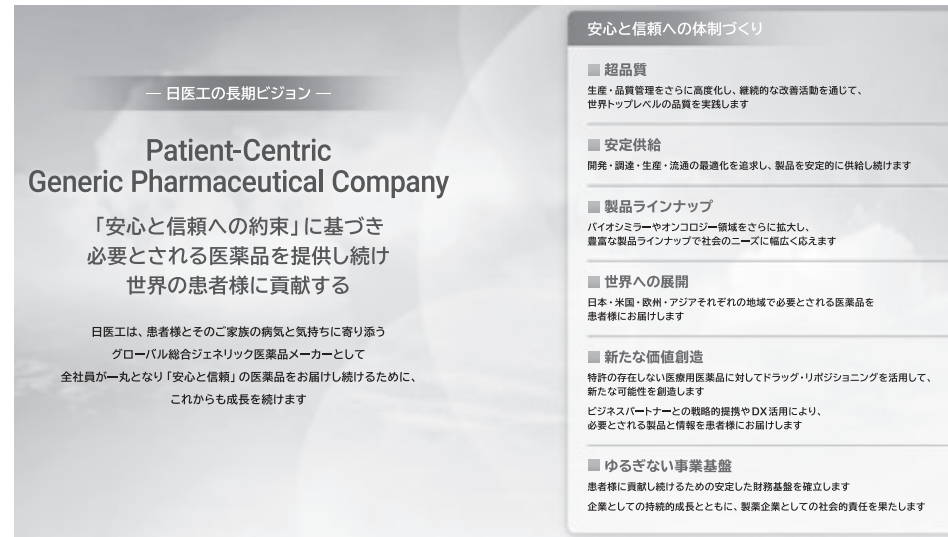 — 日医工の長期ビジョン —
Patient-Centric
Generic Pharmaceutical Company
「安心と信頼への約束」に基づき
必要とされる医薬品を提供し続け
世界の患者様に貢献する
日医工は、患者様とそのご家族の病気と気持ちに寄り添う
グローバル総合ジェネリック医薬品メーカーとして
全社員が一丸となり「安心と信頼」の医薬品をお届けし続けるために、
これからも成長を続けます
安心と信頼への体制づくり
■ 超品質
生産・品質管理をさらに高度化し、継続的な改善活動を通じて、
世界トップレベルの品質を実践します
■ 安定供給
開発・調達・生産・流通の最適化を追求し、製品を安定的に供給し続けます
■ 製品ラインナップ
バイオシミラーやオンコロジー領域をさらに拡大し、
豊富な製品ラインナップで社会のニーズに幅広く応えます
■ 世界への展開
日本・米国・欧州・アジアそれぞれの地域で必要とされる医薬品を
患者様にお届けします
■ 新たな価値創造
特許の存在しない医療用医薬品に対してドラッグ・リポジショニングを活用して、
新たな可能性を創造します
ビジネスパートナーとの戦略的提携やDX活用により、
必要とされる製品と情報を患者様にお届けします
■ ゆるぎない事業基盤
患者様に貢献し続けるための安定した財務基盤を確立します
企業としての持続的成長とともに、製薬企業としての社会的責任を果たします